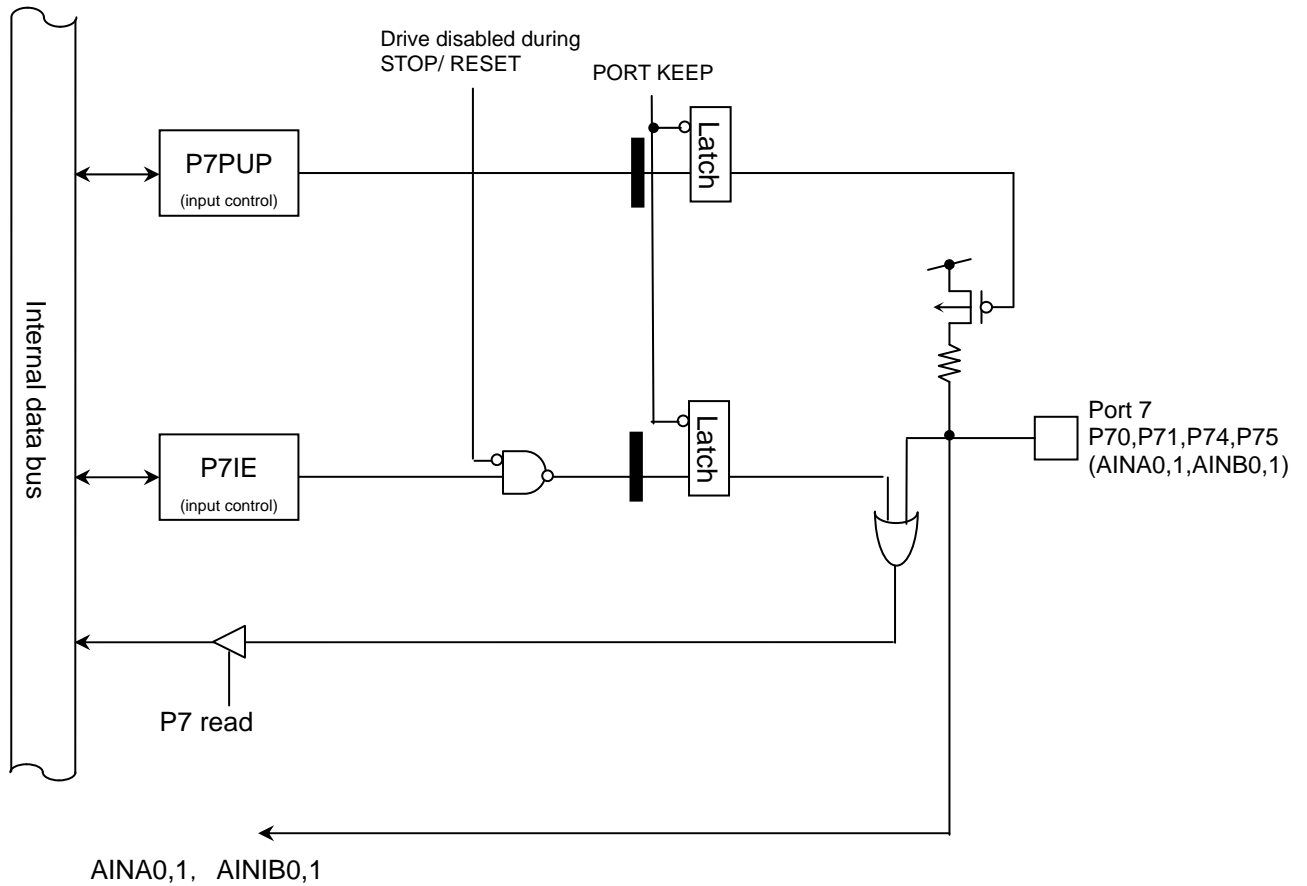 Drive disabled during
STOP/ RESET
PORT KEEP
P7PUP
(input control)
Latch
Internal data bus
P7IE
(input control)
Latch
Port 7
P70,P71,P74,P75
(AINA0,1,AINB0,1)
P7 read
AINA0,1, AINIB0,1